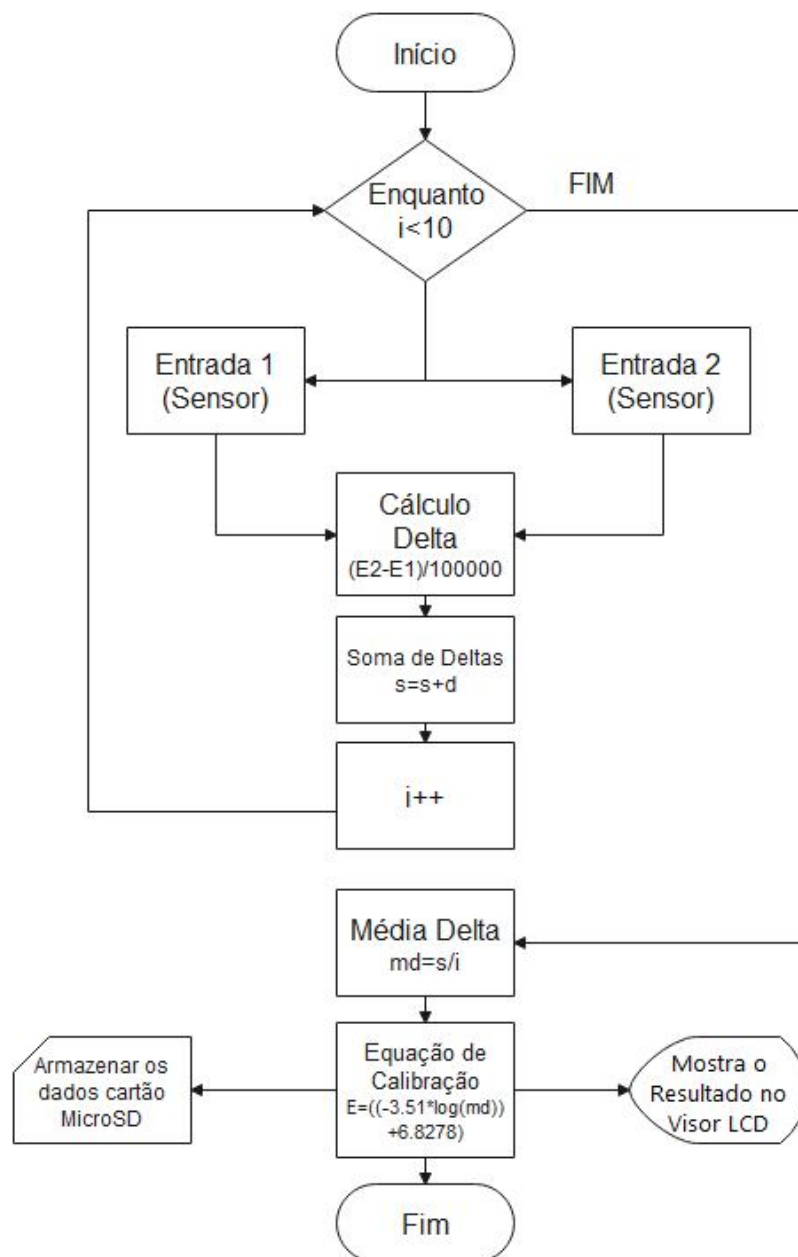 Início
Enquanto
i<10
FIM
Entrada 1
(Sensor)
Entrada 2
(Sensor)
Cálculo
Delta
(E2-E1)/100000
Soma de Deltas
s=s+d
i++
Média Delta
md=s/i
Armazenar os
dados cartão
MicroSD
Equação de
Calibração
E=((-3.51*log(md))
+6.8278)
Mostra o
Resultado no
Visor LCD
Fim